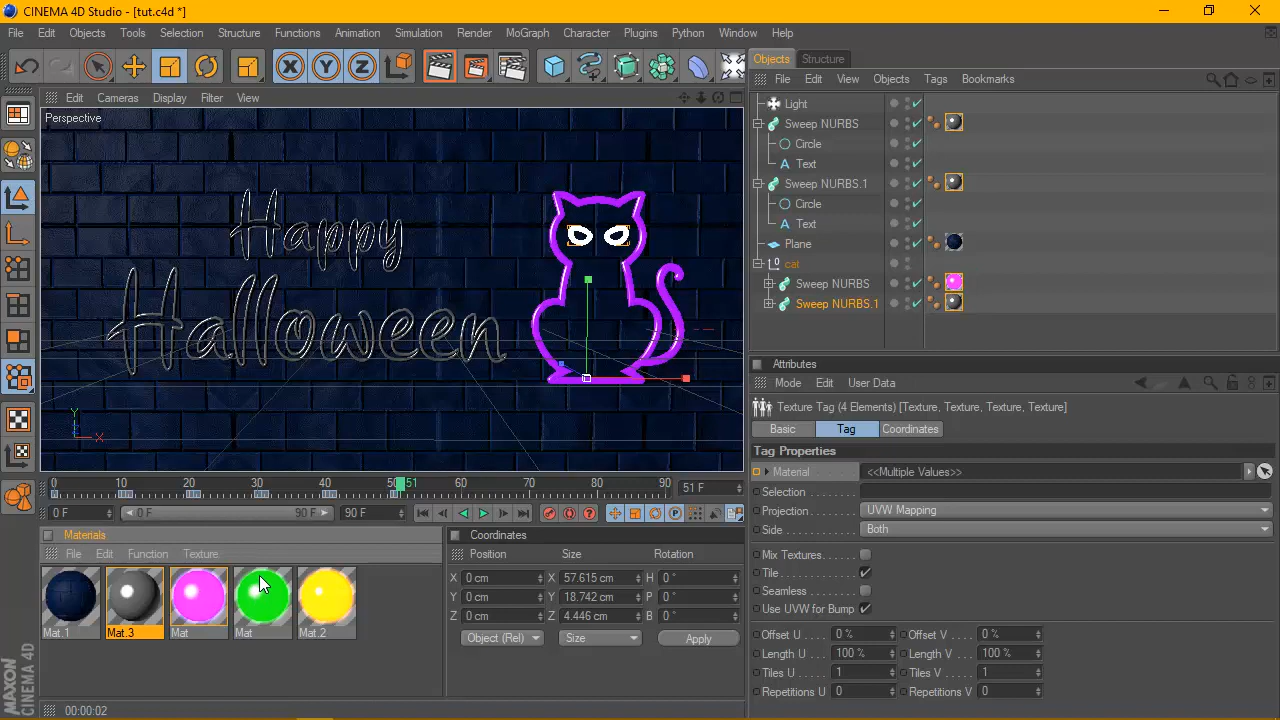 CINEMA 4D Studio - [tut.c4d *]
File Edit Objects Tools Selection Structure Functions Animation Simulation Render MoGraph Character Plugins Python Window Help
X Y Z
Objects Structure
File Edit View Objects Tags Bookmarks
Edit Cameras Display Filter View
Perspective
Happy
Halloween
Y
X
Light
Sweep NURBS
Circle
A Text
Sweep NURBS.1
Circle
A Text
Plane
cat
Sweep NURBS
Sweep NURBS.1
Attributes
Mode Edit User Data
Texture Tag (4 Elements) [Texture, Texture, Texture, Texture]
Basic Tag Coordinates
Tag Properties
Material <<Multiple Values>>
Selection
Projection UVW Mapping
Side Both
Mix Textures
Tile
Seamless
Use UVW for Bump
Offset U 0 % Offset V 0 %
Length U 100 % Length V 100 %
Tiles U 1 Tiles V 1
Repetitions U 0 Repetitions V 0
0 10 20 30 40 50 51 60 70 80 90 51 F
0 F 0 F 90 F 90 F
Materials
File Edit Function Texture
Mat.1 Mat.3 Mat Mat Mat.2
Coordinates
Position Size Rotation
X 0 cm X 57.615 cm H 0 °
Y 0 cm Y 18.742 cm P 0 °
Z 0 cm Z 4.446 cm B 0 °
Object (Rel) Size Apply
MAXON
CINEMA 4D
00:00:02